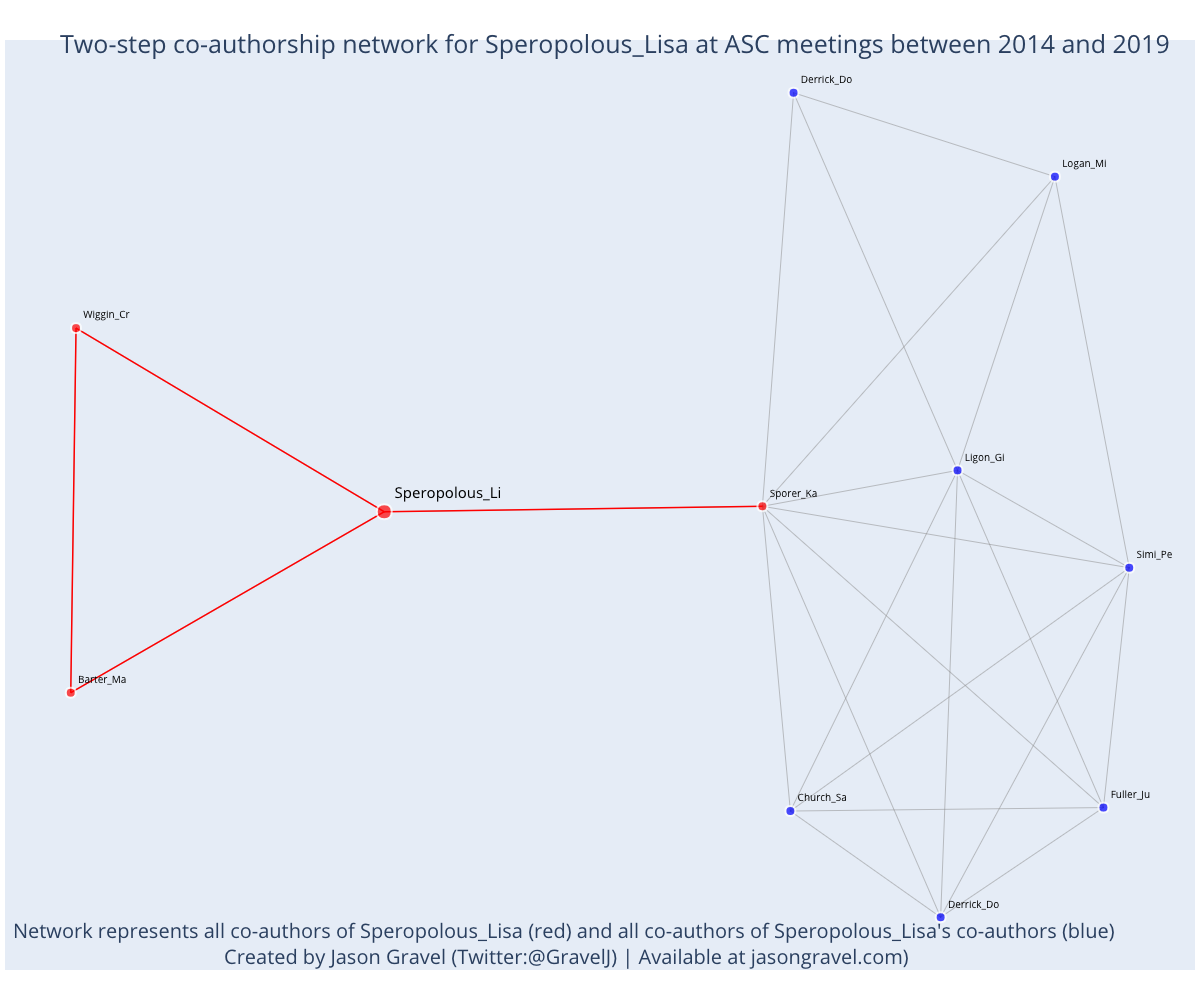 Two-step co-authorship network for Speropolous_Lisa at ASC meetings between 2014 and 2019
Derrick_Do
Logan_Mi
Wiggin_Cr
Ligon_Gi
Speropolous_Li
Sporer_Ka
Simi_Pe
Barter_Ma
Church_Sa
Fuller_Ju
Derrick_Do
Network represents all co-authors of Speropolous_Lisa (red) and all co-authors of Speropolous_Lisa's co-authors (blue)
Created by Jason Gravel (Twitter:@GravelJ) | Available at jasongravel.com)